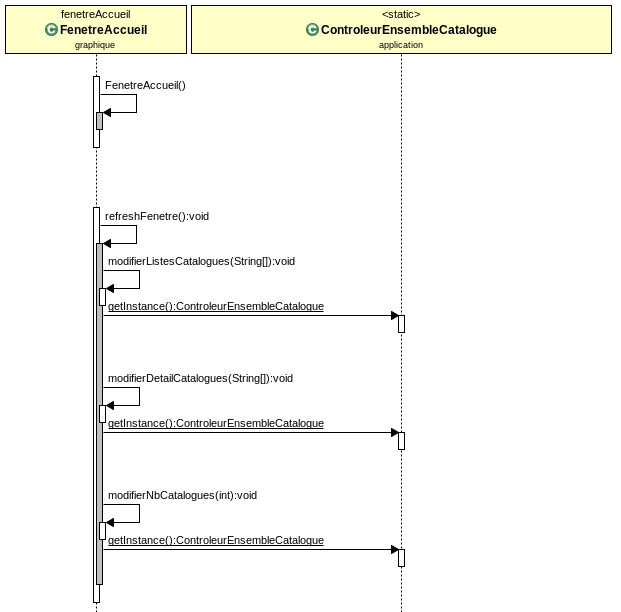 fenetreAccueil
C FenetreAccueil
graphique
<static>
C ControleurEnsembleCatalogue
application
FenetreAccueil()
refreshFenetre():void
modifierListesCatalogues(String[]):void
getInstance():ControleurEnsembleCatalogue
modifierDetailCatalogues(String[]):void
getInstance():ControleurEnsembleCatalogue
modifierNbCatalogues(int):void
getInstance():ControleurEnsembleCatalogue